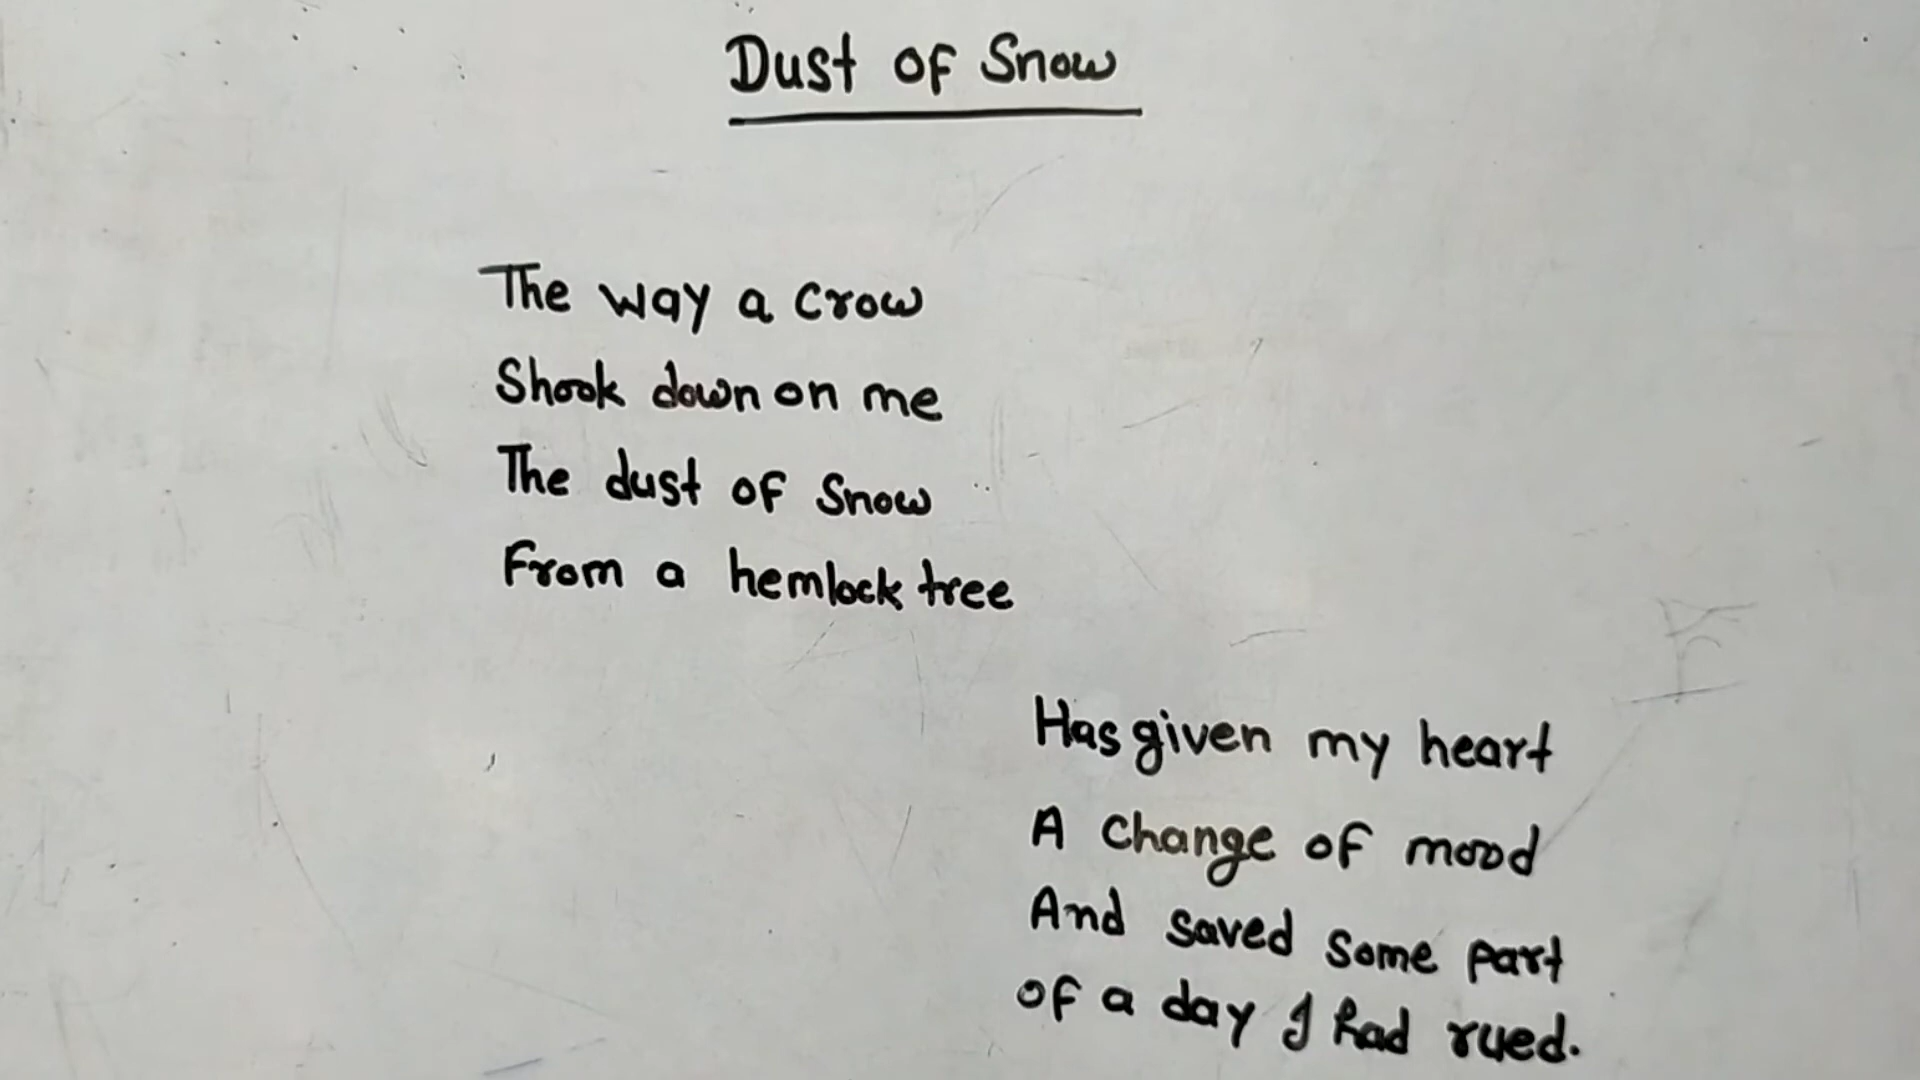 Dust of Snow
The way a crow
Shook down on me
The dust of snow
From a hemlock tree
Has given my heart
A change of mood
And saved some part
of a day I had rued.